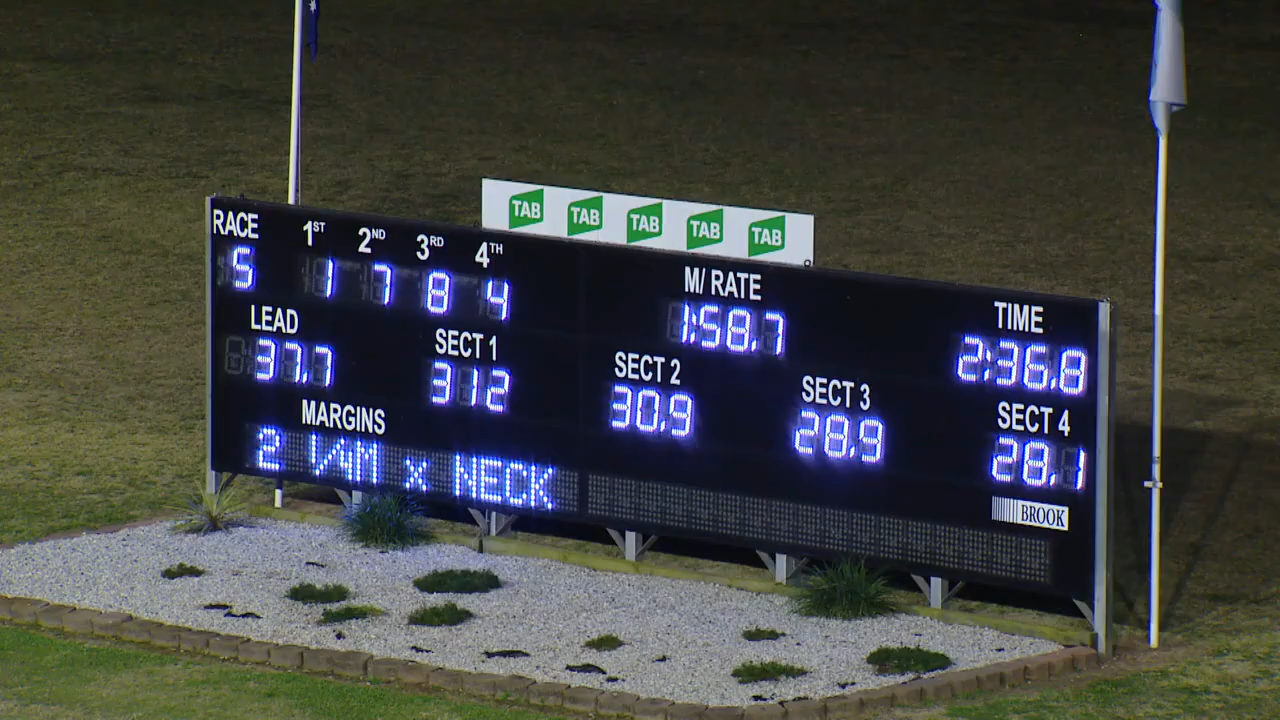 TAB TAB TAB TAB TAB
RACE 1ST 2ND 3RD 4TH
5 1 7 8 4
M/ RATE
1:58.7
TIME
2:36.8
LEAD
37.7
SECT 1
31.2
SECT 2
30.9
SECT 3
28.9
SECT 4
28.1
MARGINS
2 1/4M x NECK
BROOK